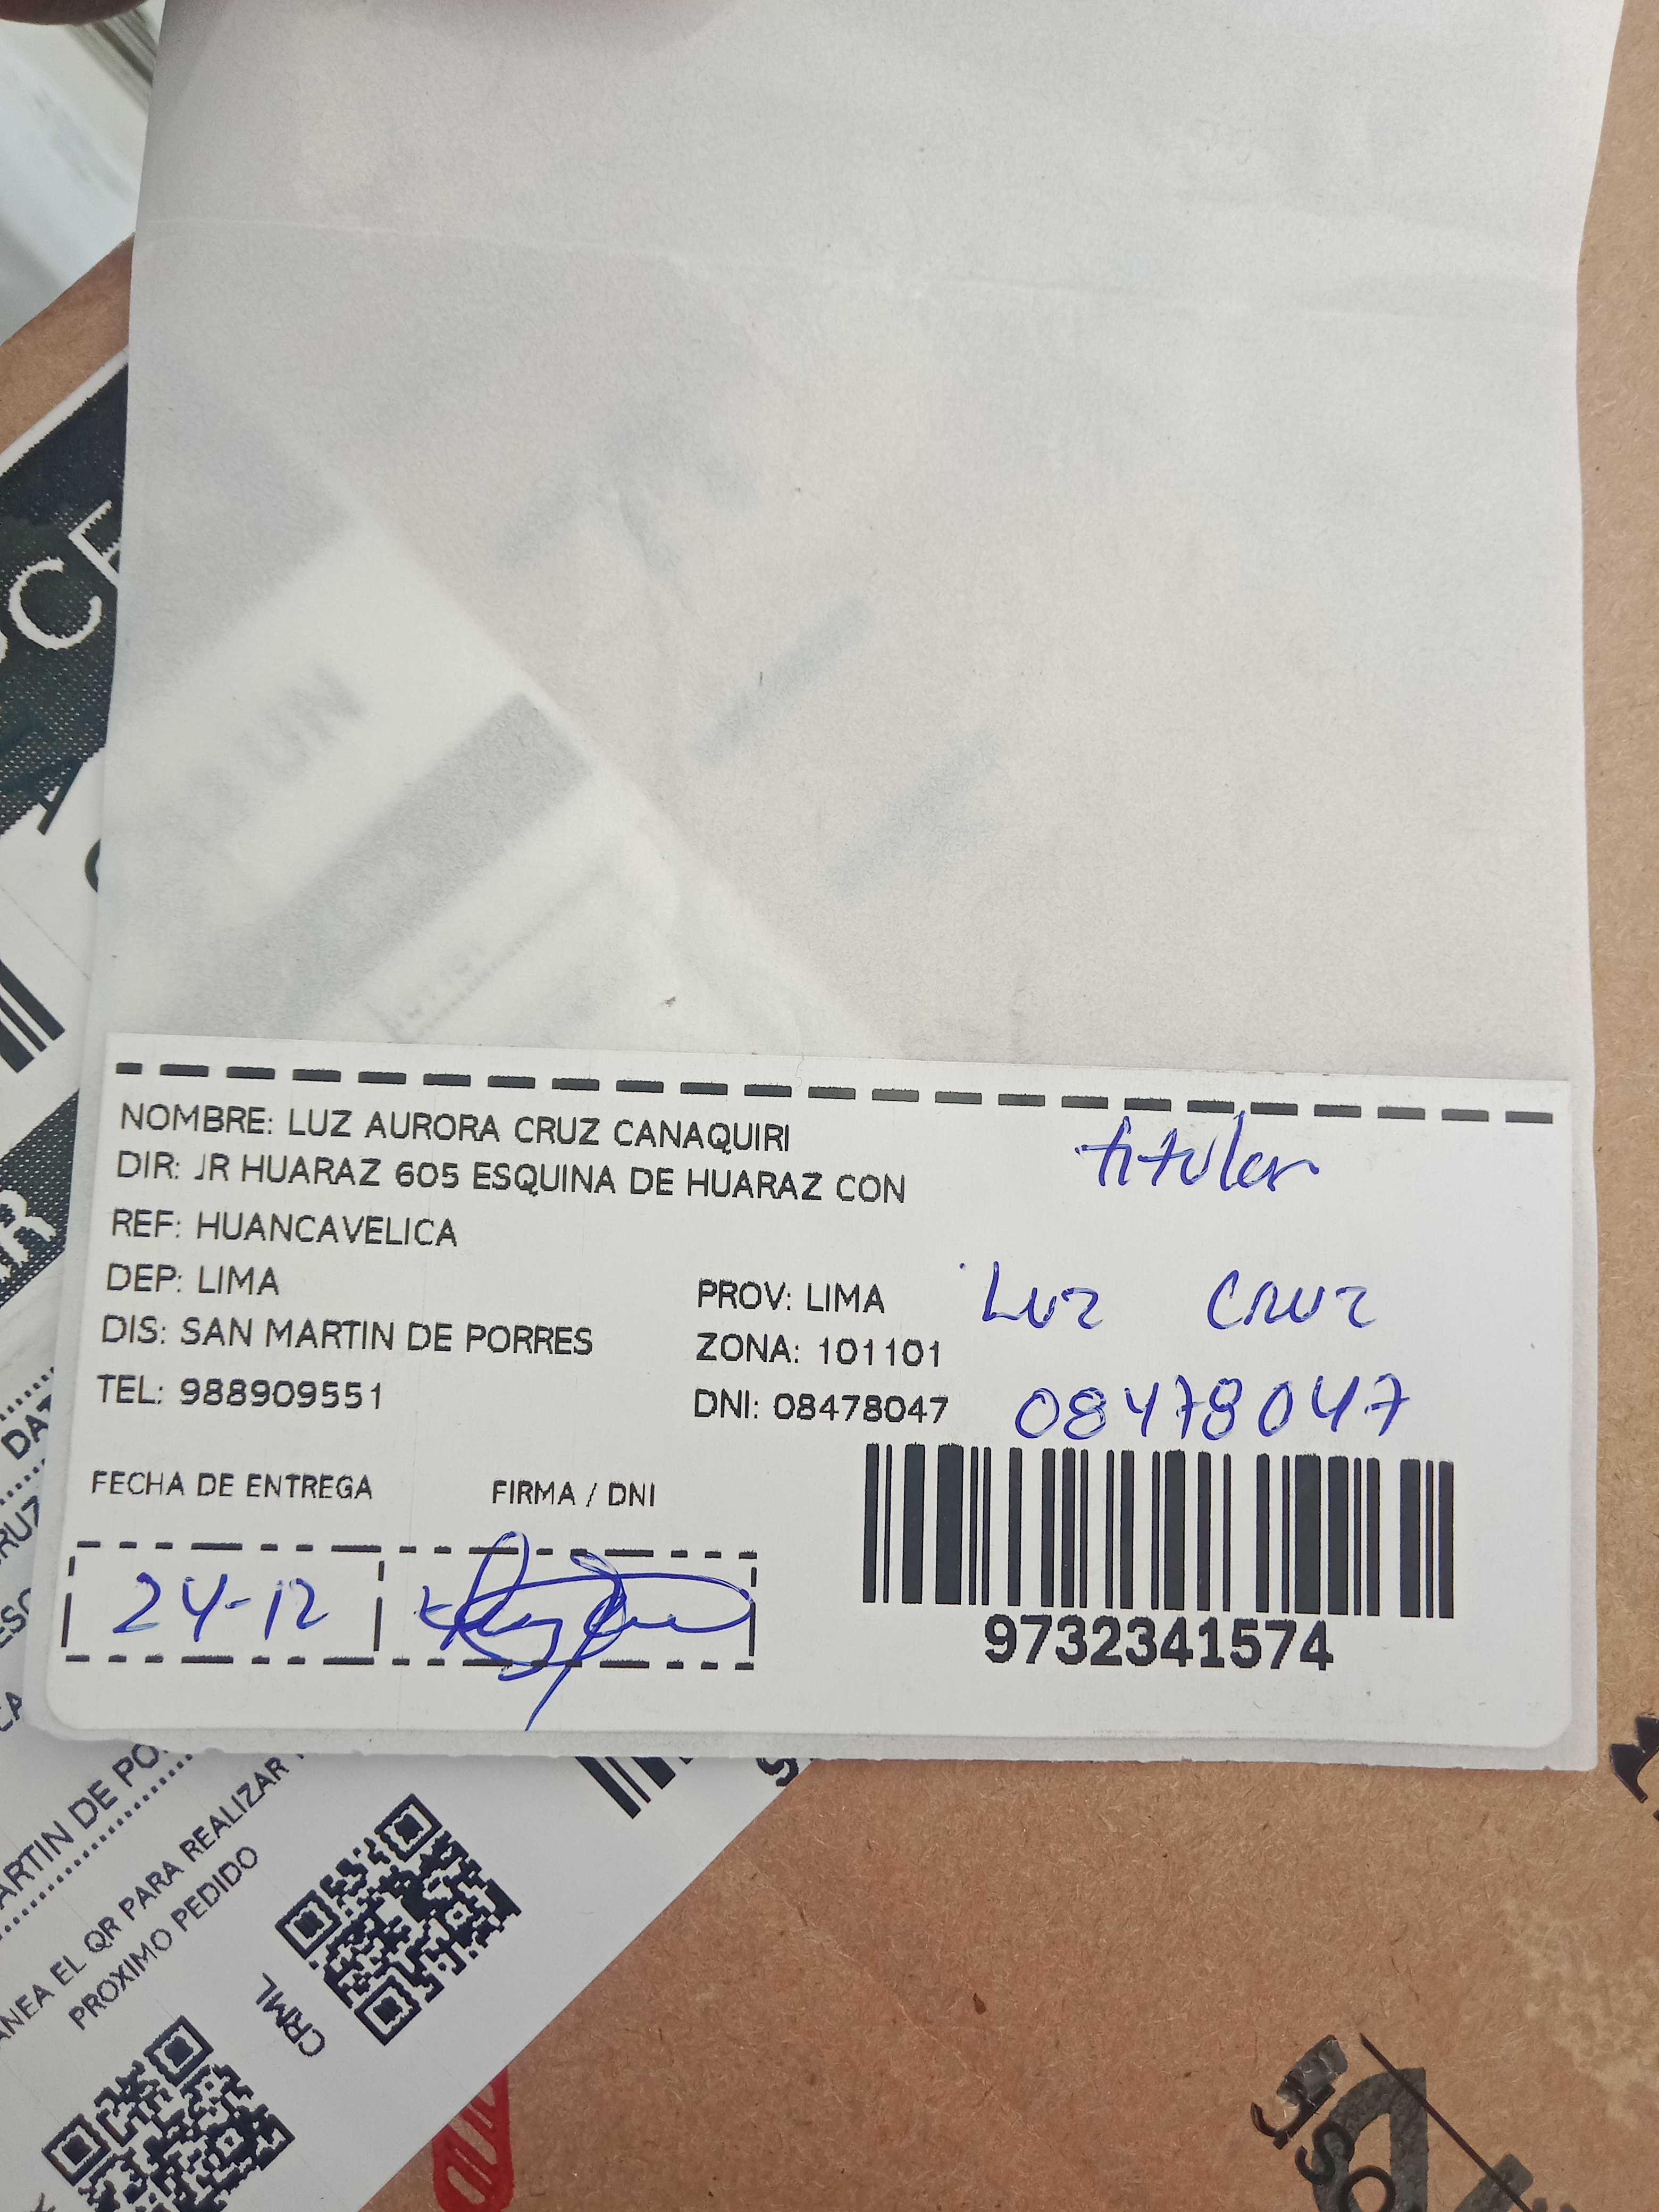 NOMBRE: LUZ AURORA CRUZ CANAQUIRI
titular
DIR: JR HUARAZ 605 ESQUINA DE HUARAZ CON
REF: HUANCAVELICA
DEP: LIMA
PROV: LIMA
Luz Cruz
DIS: SAN MARTIN DE PORRES
ZONA: 101101
TEL: 988909551
DNI: 08478047
08478047
FECHA DE ENTREGA
FIRMA / DNI
24-12
9732341574
MARTIN DE PO
ANEA EL QR PARA REALIZAR
PROXIMO PEDIDO
CRML